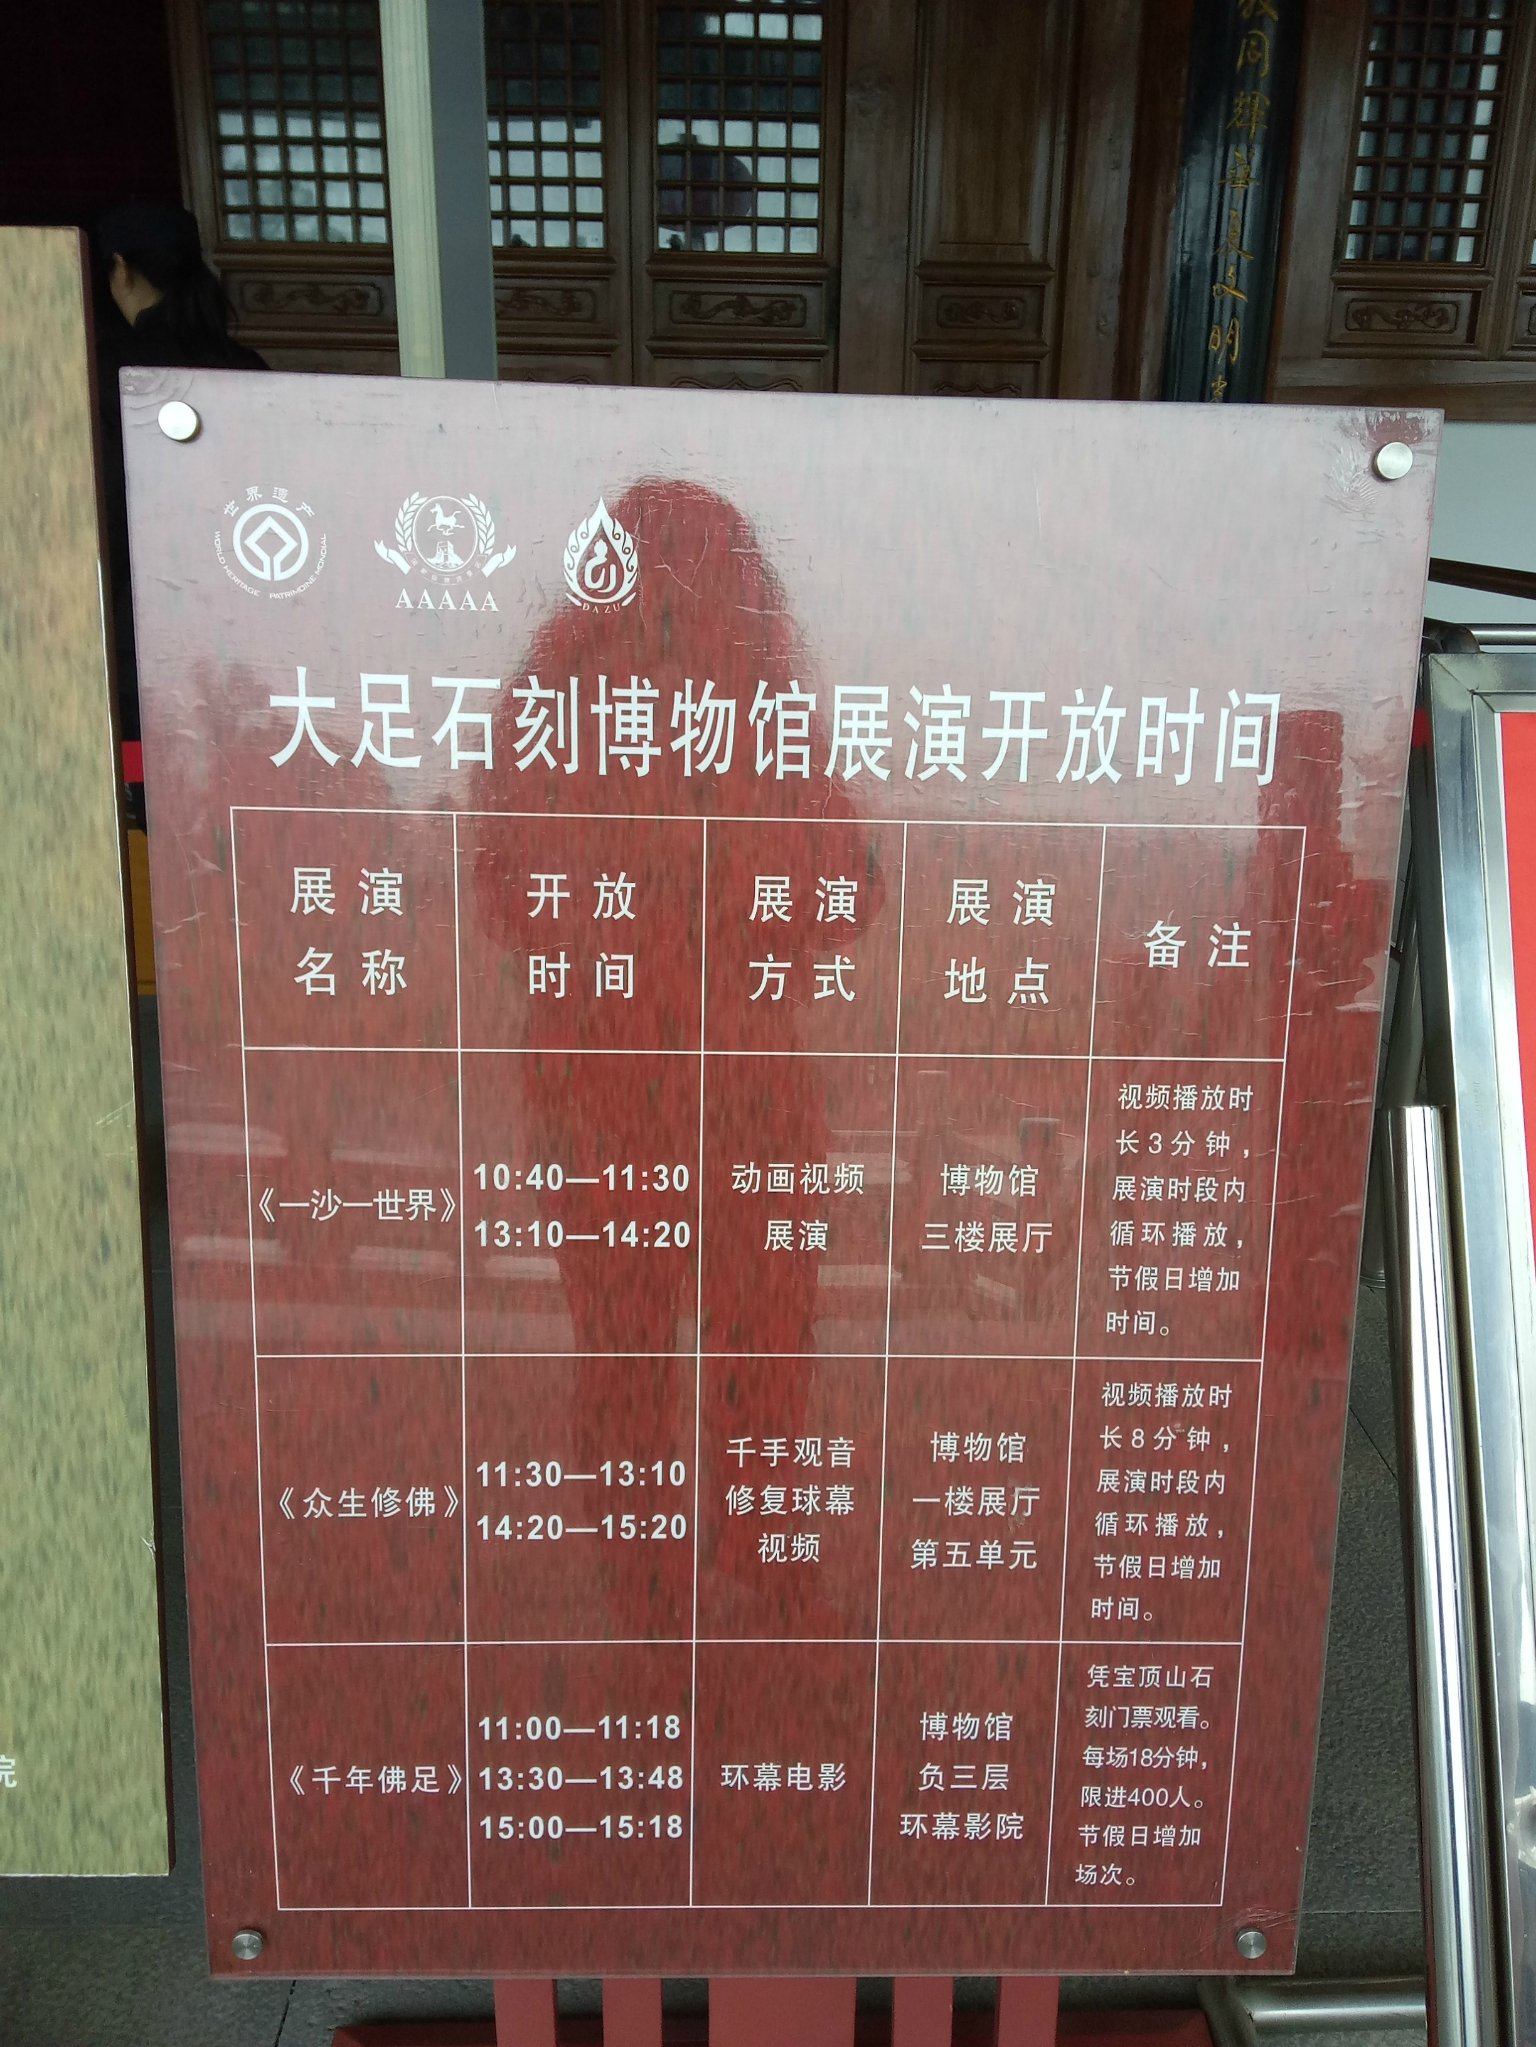 同辉华夏文明
世界遗产
WORLD HERITAGE PATRIMOINE MONDIAL
AAAAA
DAZU
大足石刻博物馆展演开放时间
展演
名称
开放
时间
展演
方式
展演
地点
备注
《一沙一世界》
10:40—11:30
13:10—14:20
动画视频
展演
博物馆
三楼展厅
视频播放时
长3分钟，
展演时段内
循环播放，
节假日增加
时间。
《众生修佛》
11:30—13:10
14:20—15:20
千手观音
修复球幕
视频
博物馆
一楼展厅
第五单元
视频播放时
长8分钟，
展演时段内
循环播放，
节假日增加
时间。
《千年佛足》
11:00—11:18
13:30—13:48
15:00—15:18
环幕电影
博物馆
负三层
环幕影院
凭宝顶山石
刻门票观看。
每场18分钟，
限进400人。
节假日增加
场次。
院